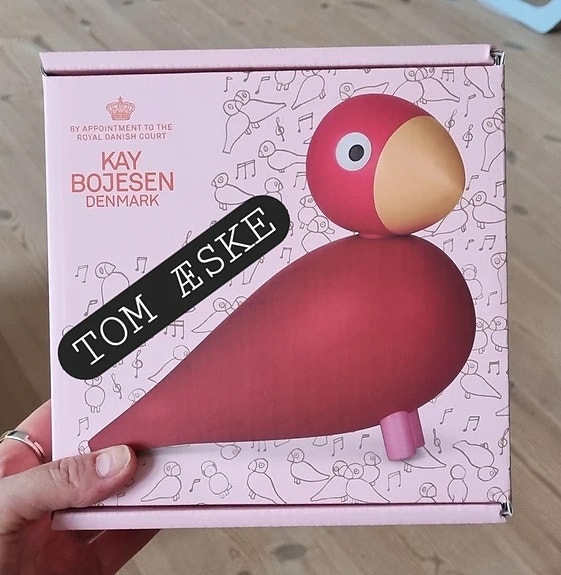 BY APPOINTMENT TO THE
ROYAL DANISH COURT
KAY
BOJESEN
DENMARK
TOM ÆSKE